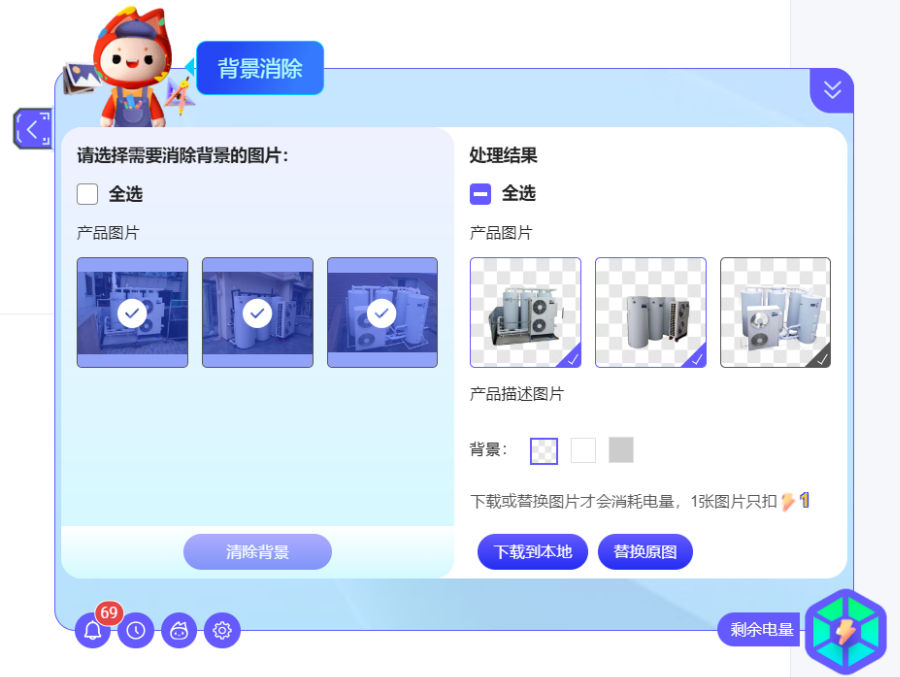 背景消除
请选择需要消除背景的图片：
全选
产品图片
清除背景
处理结果
全选
产品图片
产品描述图片
背景：
下载或替换图片才会消耗电量，1张图片只扣 1
下载到本地
替换原图
69
剩余电量